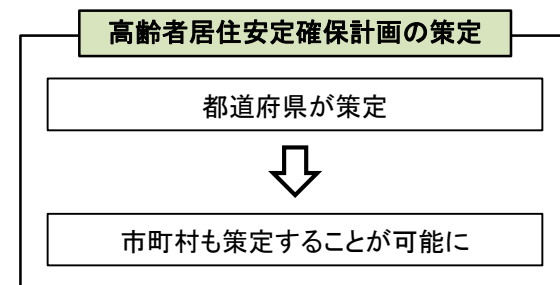 高齢者居住安定確保計画の策定
都道府県が策定
市町村も策定することが可能に